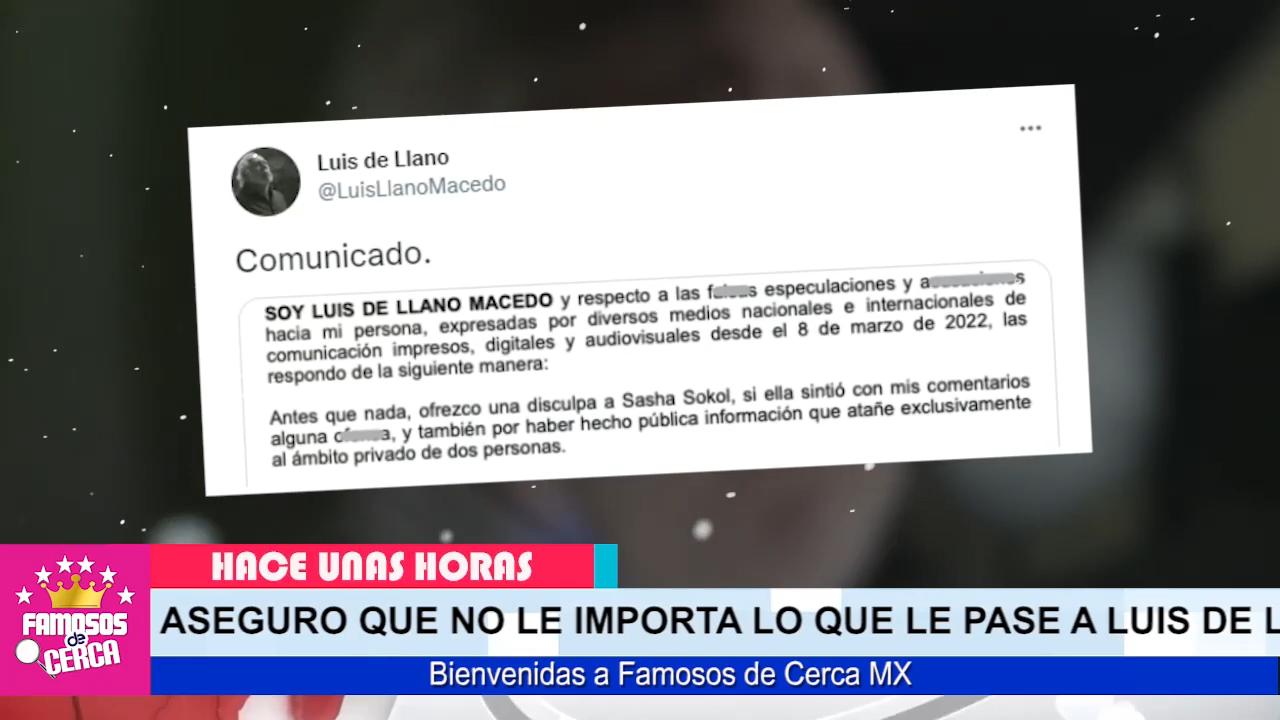 Luis de Llano
@LuisLlanoMacedo
Comunicado.
SOY LUIS DE LLANO MACEDO y respecto a las especulaciones y
hacia mi persona, expresadas por diversos medios nacionales e internacionales de
comunicación impresos, digitales y audiovisuales desde el 8 de marzo de 2022, las
respondo de la siguiente manera:
Antes que nada, ofrezco una disculpa a Sasha Sokol, si ella sintió con mis comentarios
alguna y también por haber hecho pública información que atañe exclusivamente
al ámbito privado de dos personas.
HACE UNAS HORAS
ASEGURO QUE NO LE IMPORTA LO QUE LE PASE A LUIS DE L
Bienvenidas a Famosos de Cerca MX
FAMOSOS
de
CERCA